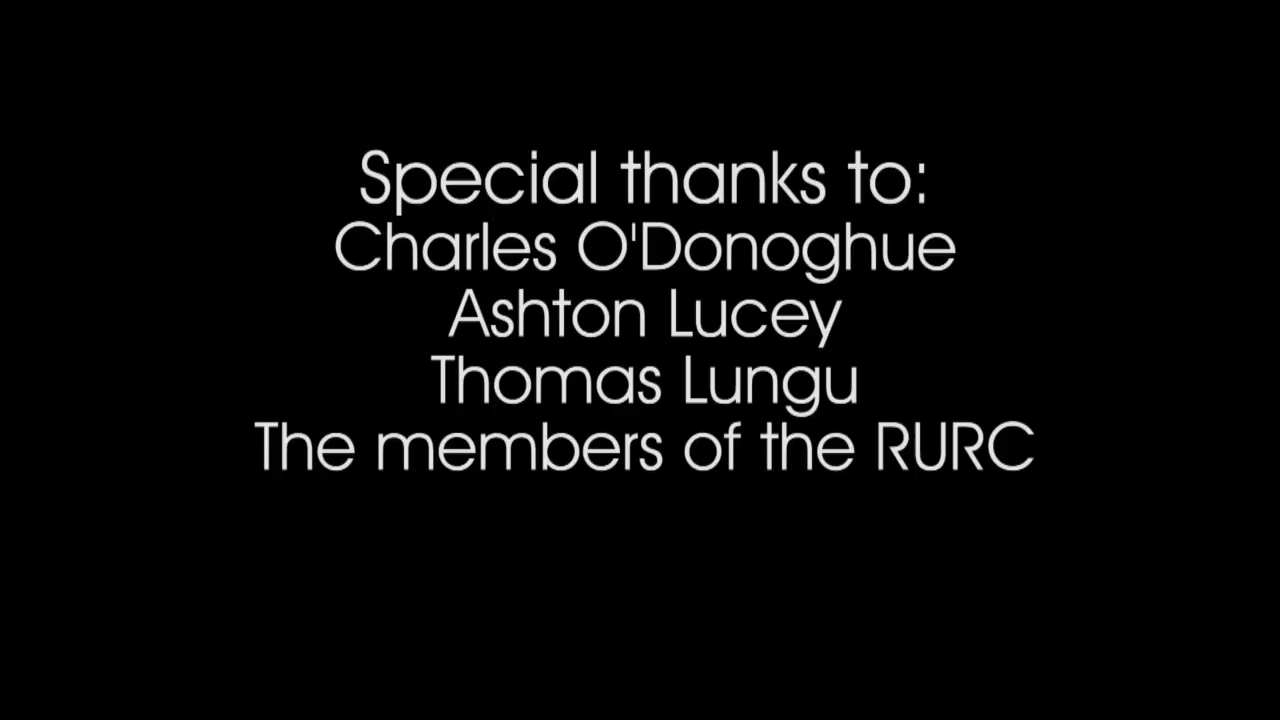 Special thanks to:
Charles O'Donoghue
Ashton Lucey
Thomas Lungu
The members of the RURC